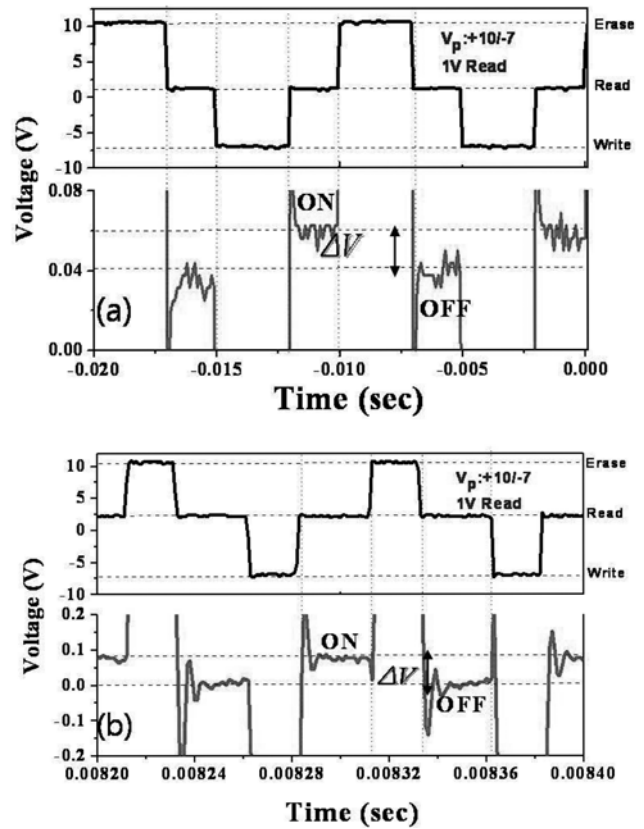 10
5
0
-5
10
Erase
Read
Write
Vp:+10/-7
1V Read
Voltage (V)
0.08
0.04
0.00
ON
ΔV
OFF
(a)
-0.020
-0.015
-0.010
-0.005
0.000
Time (sec)
10
5
0
-5
-10
Erase
Read
Write
Vp:+10/-7
1V Read
Voltage (V)
0.2
0.1
0.0
0.1
-0.2
ON
ΔV
OFF
(b)
0.00820
0.00824
0.00828
0.00832
0.00836
0.00840
Time (sec)